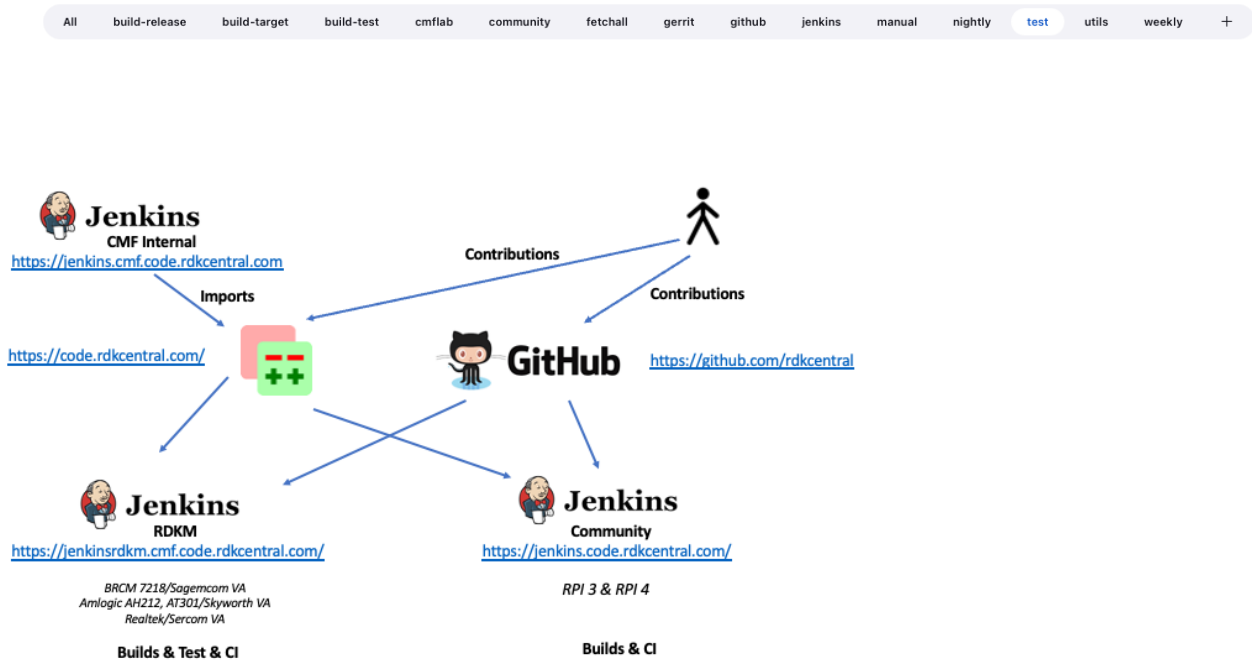 All build-release build-target build-test cmflab community fetchall gerrit github jenkins manual nightly test utils weekly +
Jenkins
CMF Internal
https://jenkins.cmf.code.rdkcentral.com
Contributions
Imports
Contributions
https://code.rdkcentral.com/
-- ++
GitHub
https://github.com/rdkcentral
Jenkins
RDKM
https://jenkinsrdkm.cmf.code.rdkcentral.com/
BRCM 7218/Sagemcom VA
Amlogic AH212, AT301/Skyworth VA
Realtek/Sercom VA
Builds & Test & CI
Jenkins
Community
https://jenkins.code.rdkcentral.com/
RPI 3 & RPI 4
Builds & CI